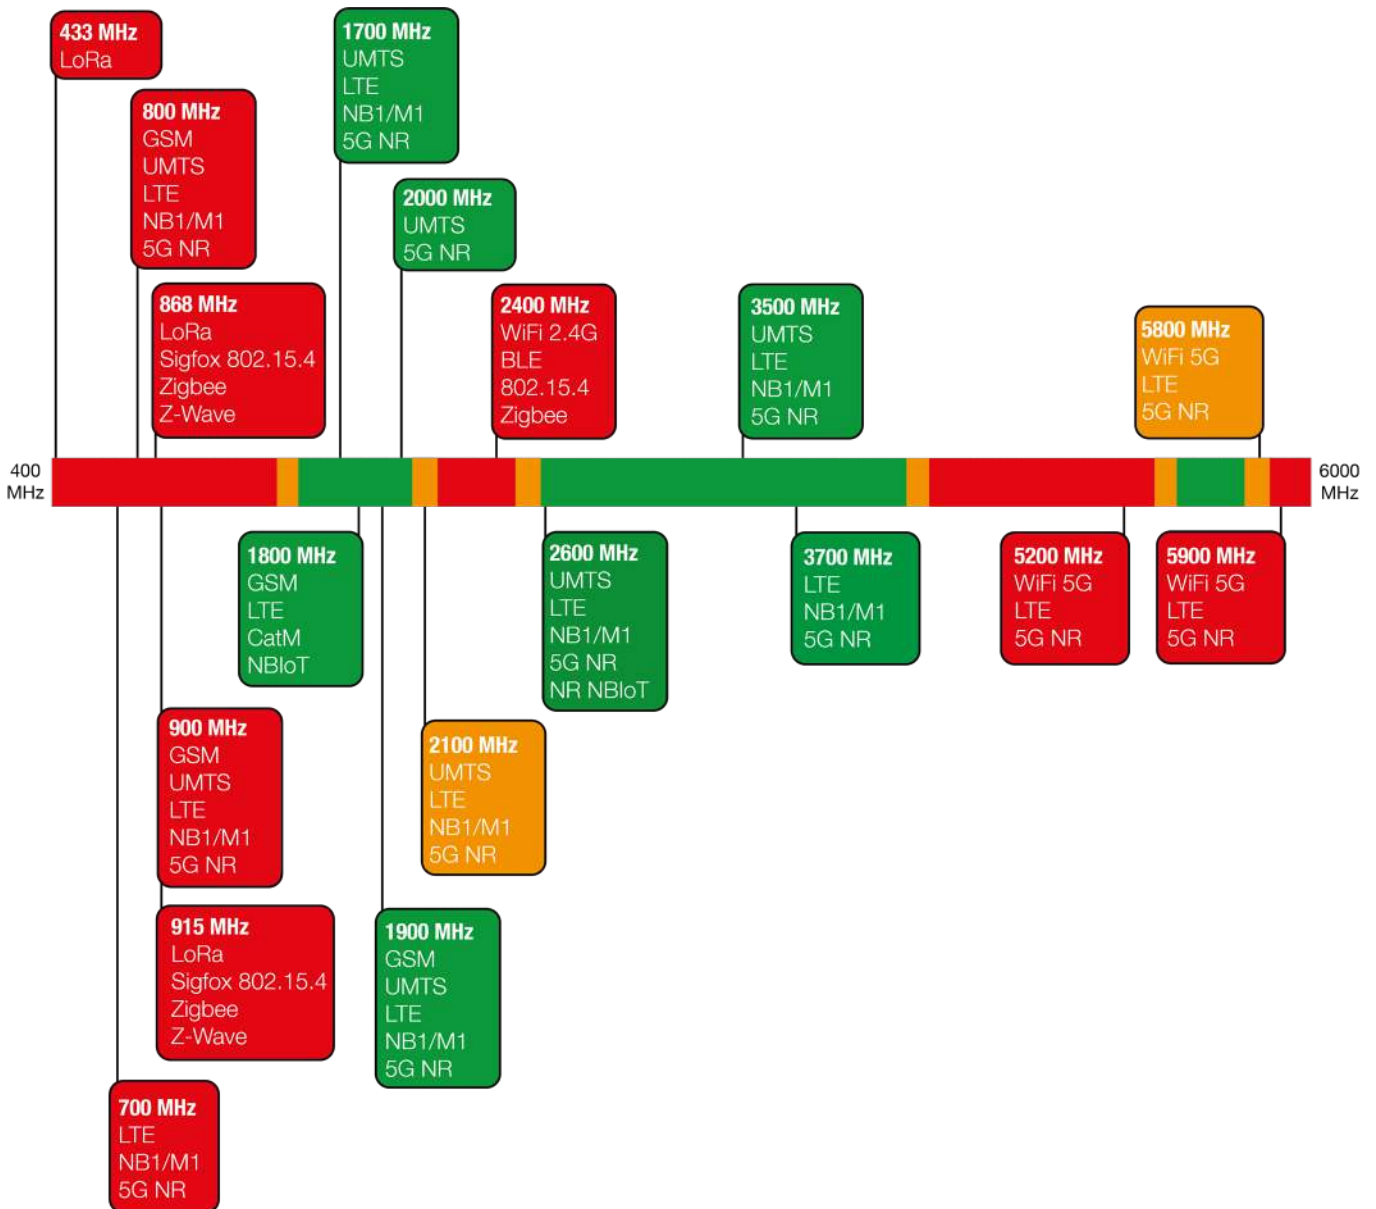 433 MHz
LoRa
1700 MHz
UMTS
LTE
NB1/M1
5G NR
800 MHz
GSM
UMTS
LTE
NB1/M1
5G NR
2000 MHz
UMTS
5G NR
868 MHz
LoRa
Sigfox 802.15.4
Zigbee
Z-Wave
2400 MHz
WiFi 2.4G
BLE
802.15.4
Zigbee
3500 MHz
UMTS
LTE
NB1/M1
5G NR
5800 MHz
WiFi 5G
LTE
5G NR
400
MHz
6000
MHz
1800 MHz
GSM
LTE
CatM
NBIoT
2600 MHz
UMTS
LTE
NB1/M1
5G NR
NR NBIoT
3700 MHz
LTE
NB1/M1
5G NR
5200 MHz
WiFi 5G
LTE
5G NR
5900 MHz
WiFi 5G
LTE
5G NR
900 MHz
GSM
UMTS
LTE
NB1/M1
5G NR
2100 MHz
UMTS
LTE
NB1/M1
5G NR
915 MHz
LoRa
Sigfox 802.15.4
Zigbee
Z-Wave
1900 MHz
GSM
UMTS
LTE
NB1/M1
5G NR
700 MHz
LTE
NB1/M1
5G NR